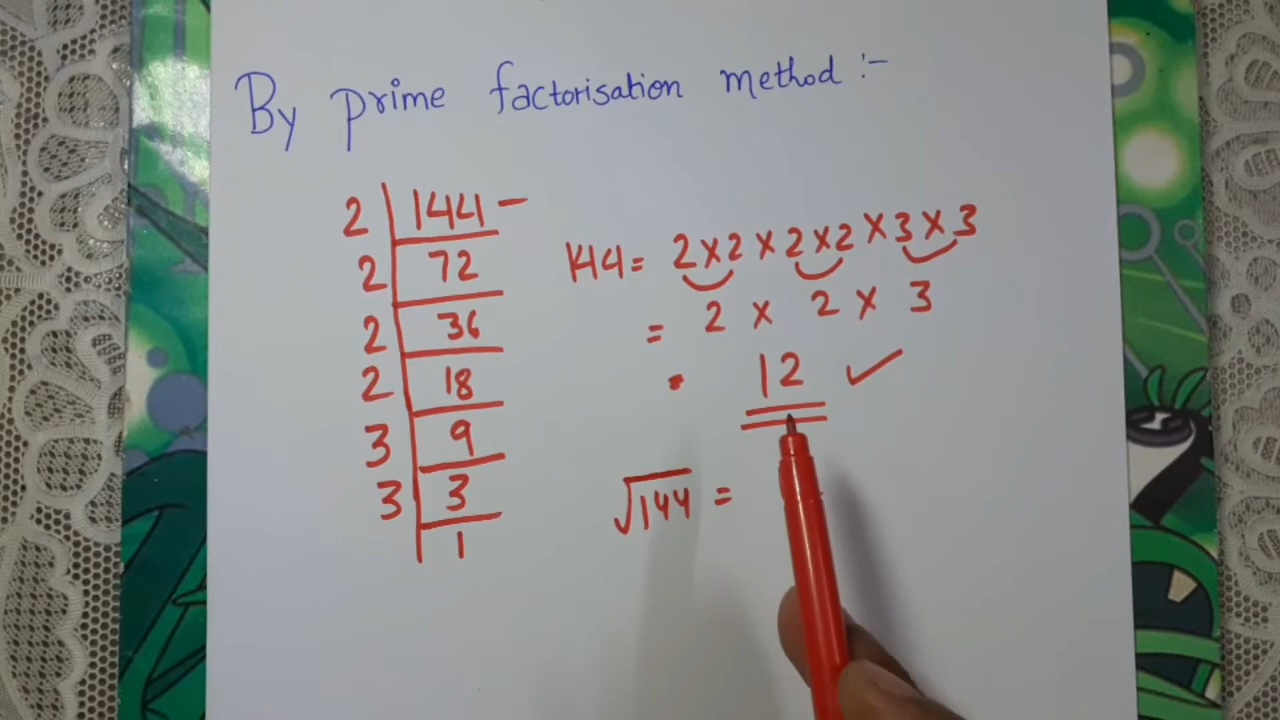 By prime factorisation method :-
2 | 144 -
2 | 72
2 | 36
2 | 18
3 | 9
3 | 3
1
144 = 2 × 2 × 2 × 2 × 3 × 3
= 2 × 2 × 3
= 12 ✓
√144 =